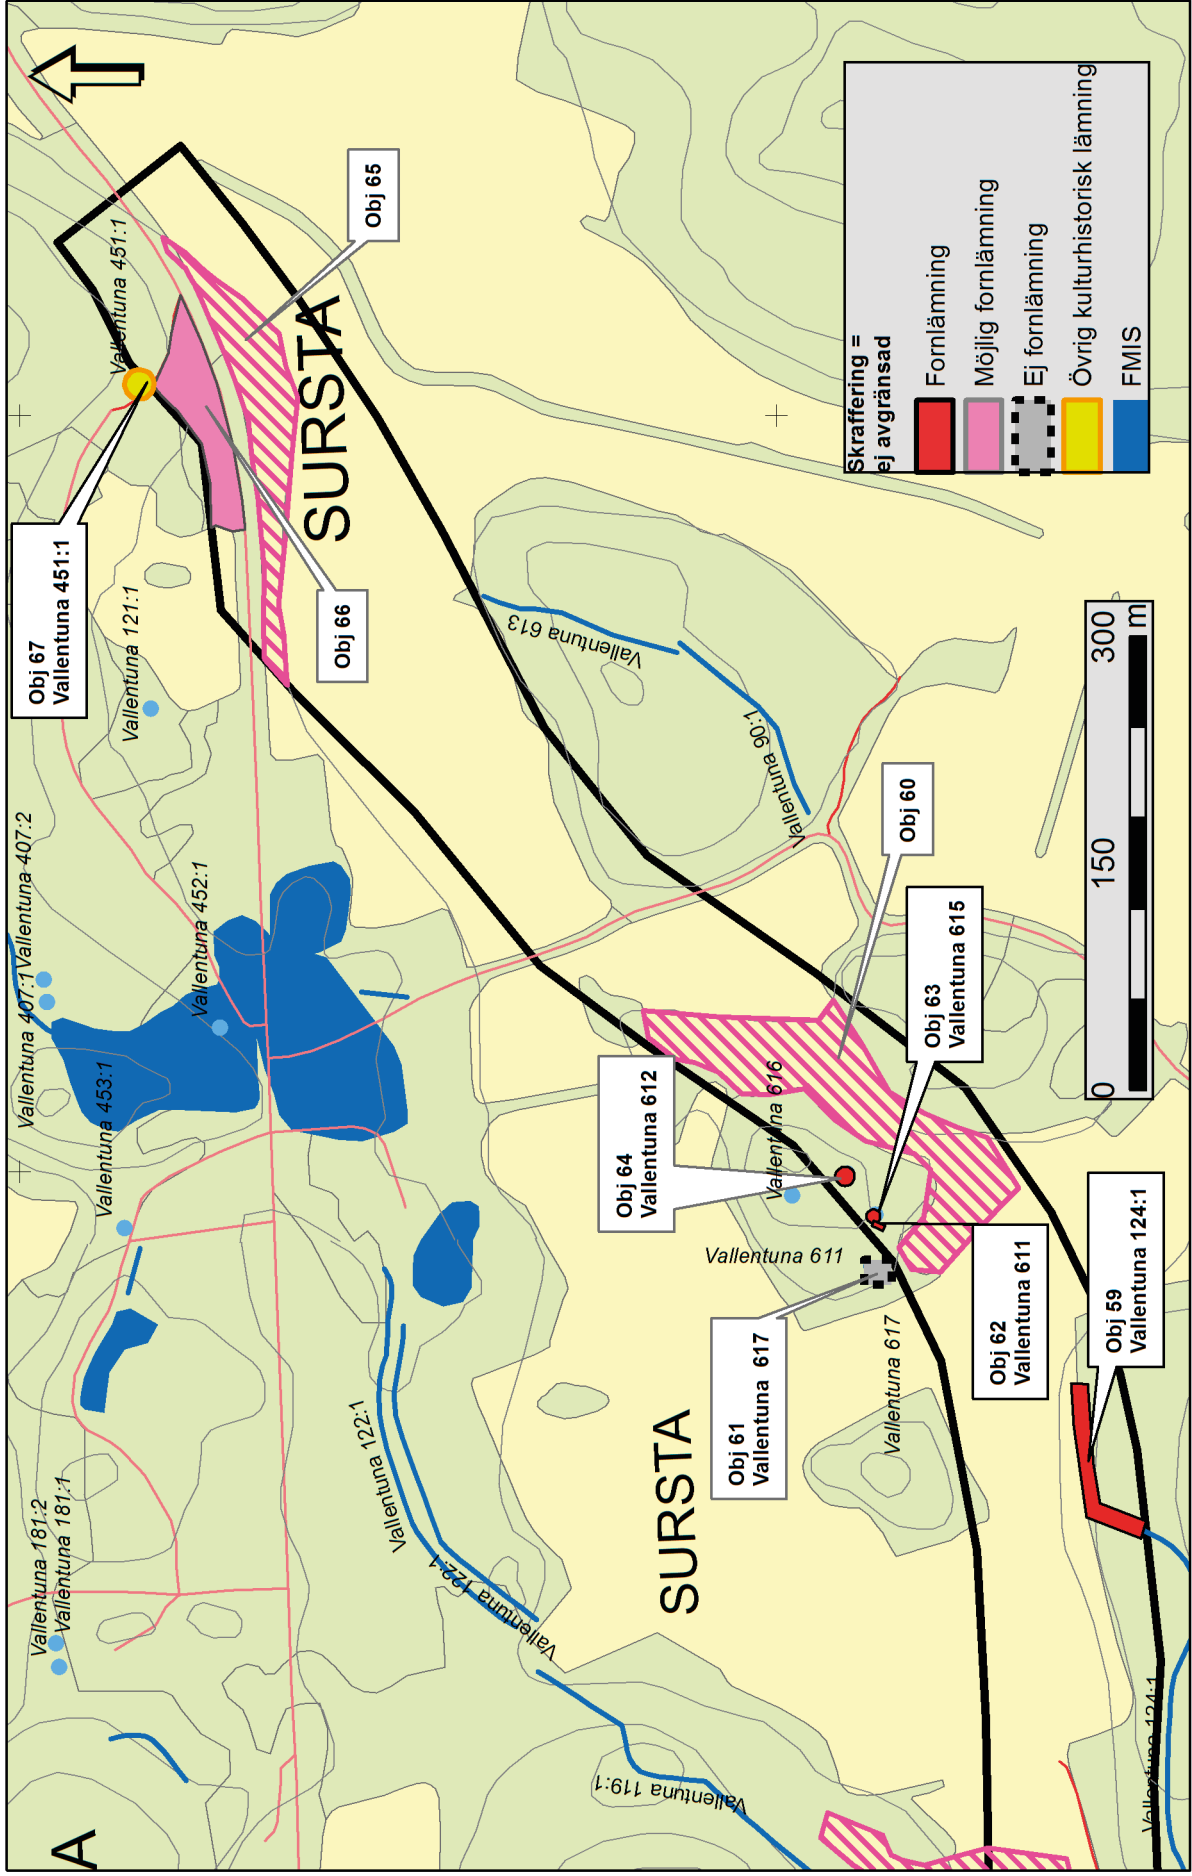 A
Vallentuna 181:2
Vallentuna 181:1
Vallentuna 453:1
Vallentuna 407:1
Vallentuna 407:2
Vallentuna 452:1
Vallentuna 121:1
Obj 67
Vallentuna 451:1
Vallentuna 451:1
Obj 65
Obj 66
SURSTA
Vallentuna 122:1
Vallentuna 122:1
Vallentuna 119:1
Vallentuna 613
Vallentuna 90:1
Obj 64
Vallentuna 612
Vallentuna 616
Obj 60
Obj 63
Vallentuna 615
Vallentuna 611
Obj 61
Vallentuna 617
Vallentuna 617
SURSTA
Obj 62
Vallentuna 611
Obj 59
Vallentuna 124:1
Vallentuna 124:1
Skraffering =
ej avgränsad
Fornlämning
Möjlig fornlämning
Ej fornlämning
Övrig kulturhistorisk lämning
FMIS
0 150 300
m